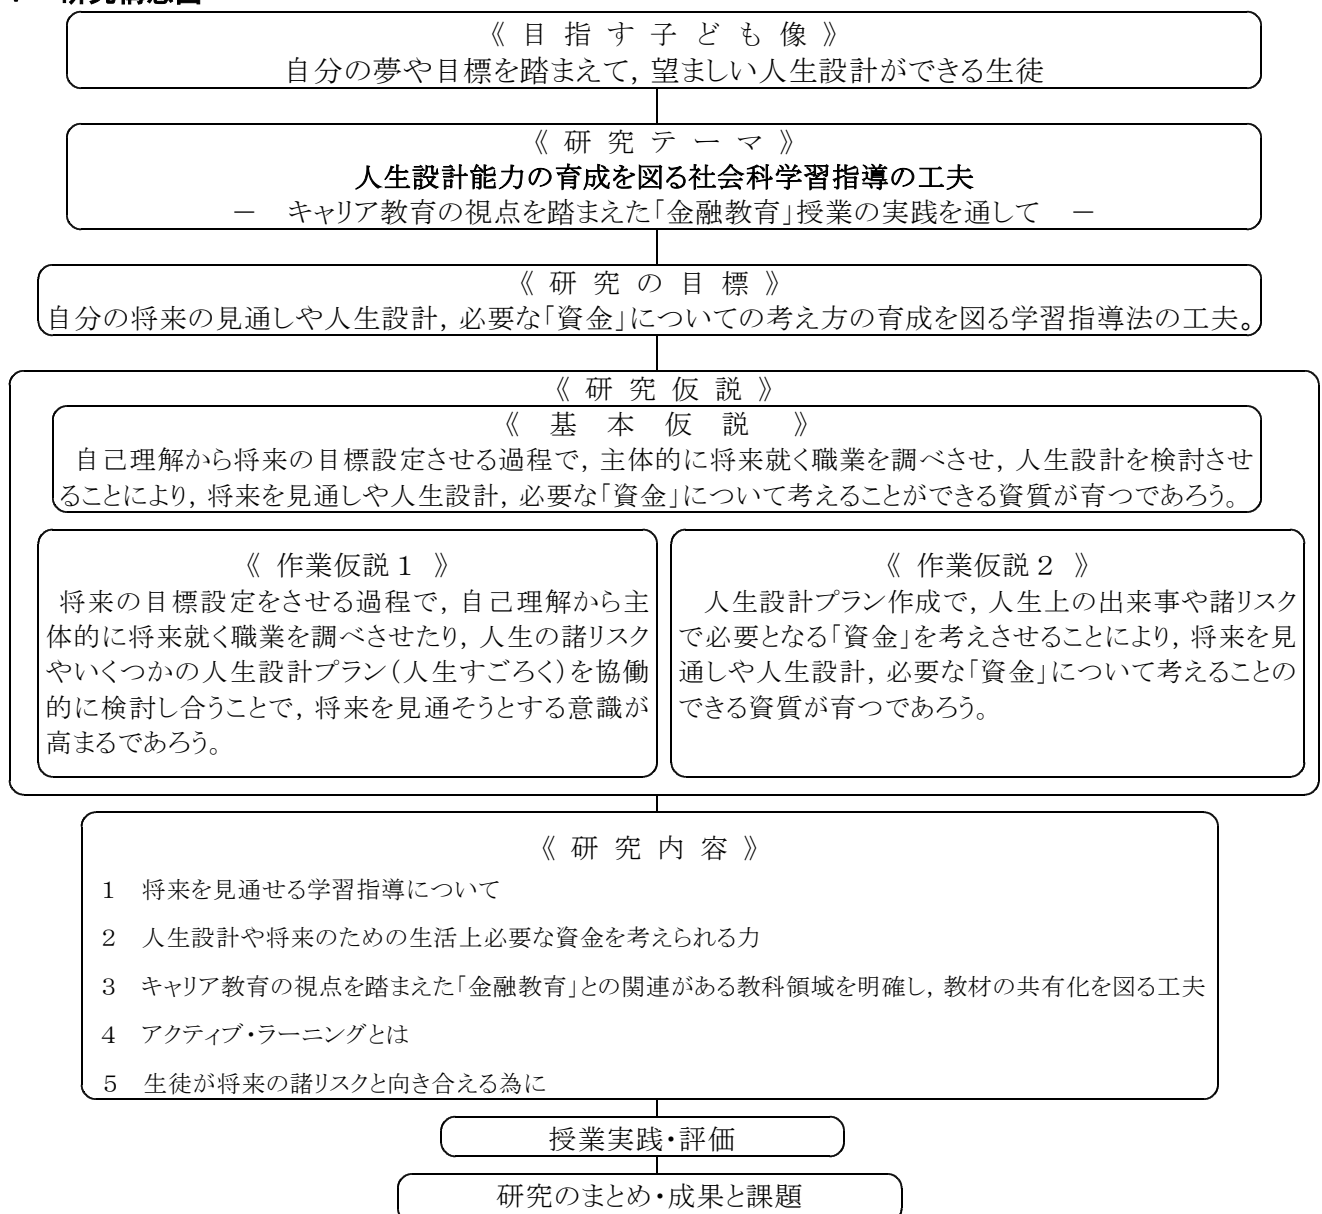 《 目 指 す 子 ど も 像 》
自分の夢や目標を踏まえて，望ましい人生設計ができる生徒
《 研 究 テ ー マ 》
人生設計能力の育成を図る社会科学習指導の工夫
－　キャリア教育の視点を踏まえた「金融教育」授業の実践を通して　－
《 研 究 の 目 標 》
自分の将来の見通しや人生設計，必要な「資金」についての考え方の育成を図る学習指導法の工夫。
《 研 究 仮 説 》
《　基　本　仮　説　》
自己理解から将来の目標設定させる過程で，主体的に将来就く職業を調べさせ，人生設計を検討させ
ることにより，将来を見通しや人生設計，必要な「資金」について考えることができる資質が育つであろう。
《 作業仮説１ 》
将来の目標設定をさせる過程で，自己理解から主
体的に将来就く職業を調べさせたり，人生の諸リスク
やいくつかの人生設計プラン（人生すごろく）を協働
的に検討し合うことで，将来を見通そうとする意識が
高まるであろう。
《 作業仮説２ 》
人生設計プラン作成で，人生上の出来事や諸リスク
で必要となる「資金」を考えさせることにより，将来を見
通しや人生設計，必要な「資金」について考えることの
できる資質が育つであろう。
《 研 究 内 容 》
１　将来を見通せる学習指導について
２　人生設計や将来のための生活上必要な資金を考えられる力
３　キャリア教育の視点を踏まえた「金融教育」との関連がある教科領域を明確し，教材の共有化を図る工夫
４　アクティブ・ラーニングとは
５　生徒が将来の諸リスクと向き合える為に
授業実践・評価
研究のまとめ・成果と課題